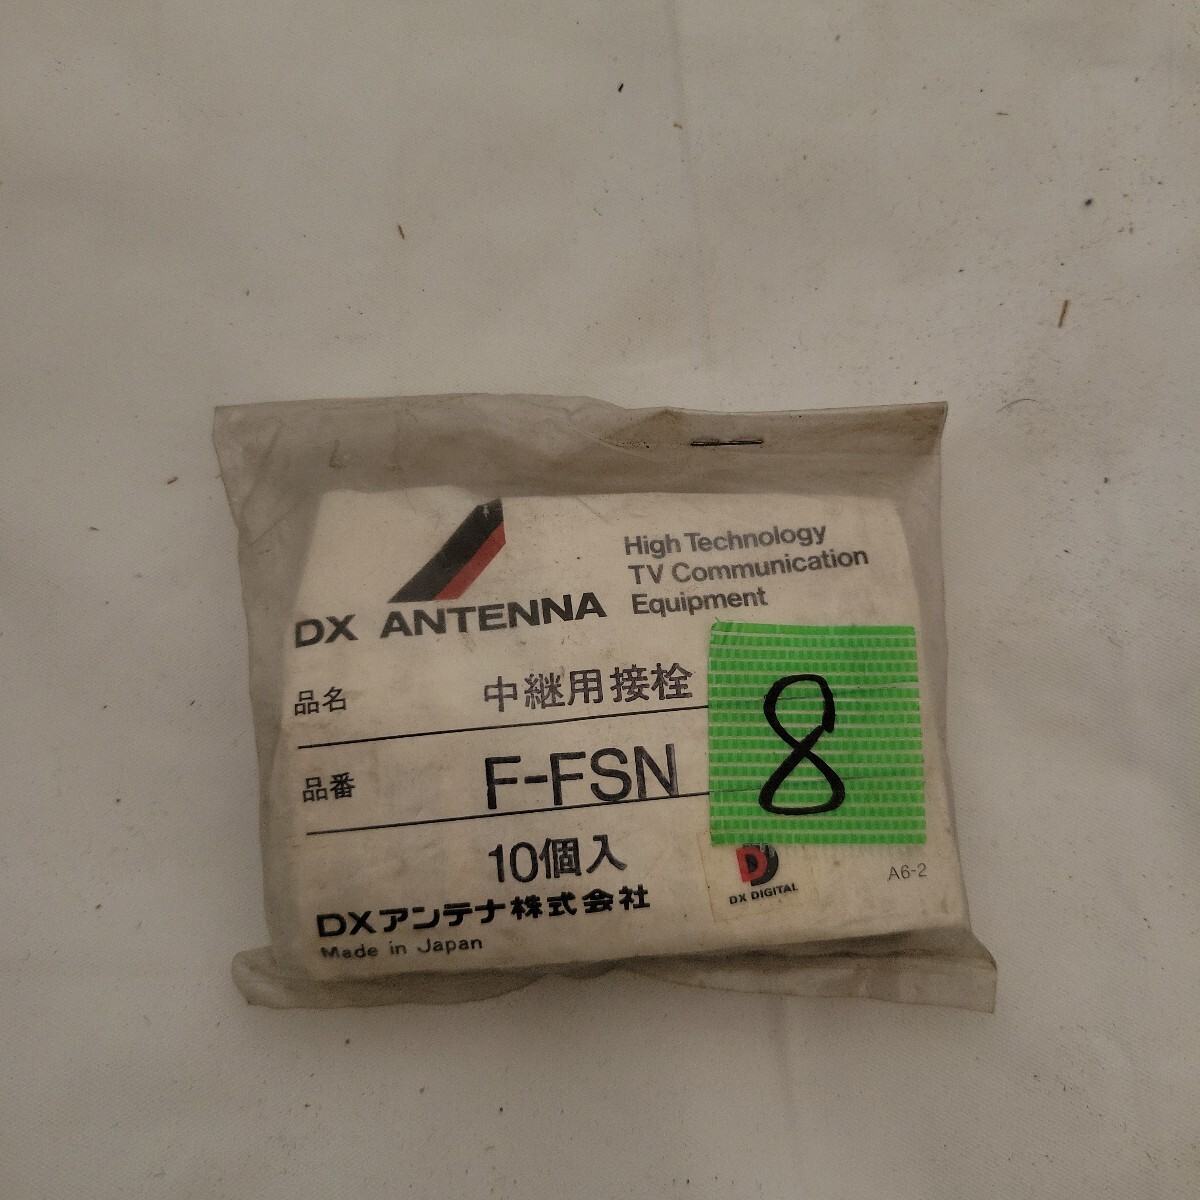 High Technology
TV Communication
Equipment
DX ANTENNA
品名 中継用接栓
品番 F-FSN
8
10個入
DXアンテナ株式会社
Made in Japan
DX DIGITAL
A6-2